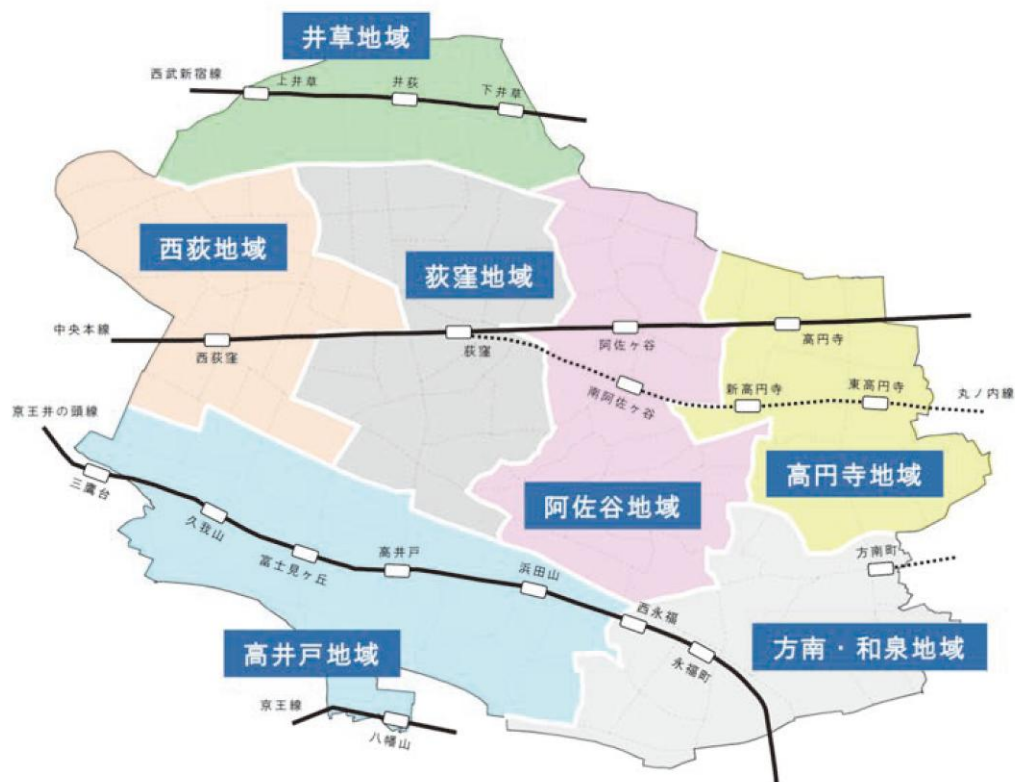 井草地域
西武新宿線
上井草
井荻
下井草
西荻地域
荻窪地域
中央本線
西荻窪
荻窪
阿佐ヶ谷
高円寺
南阿佐ヶ谷
新高円寺
東高円寺
丸ノ内線
京王井の頭線
三鷹台
久我山
富士見ヶ丘
高井戸
浜田山
阿佐谷地域
高円寺地域
方南町
西永福
永福町
高井戸地域
方南・和泉地域
京王線
八幡山